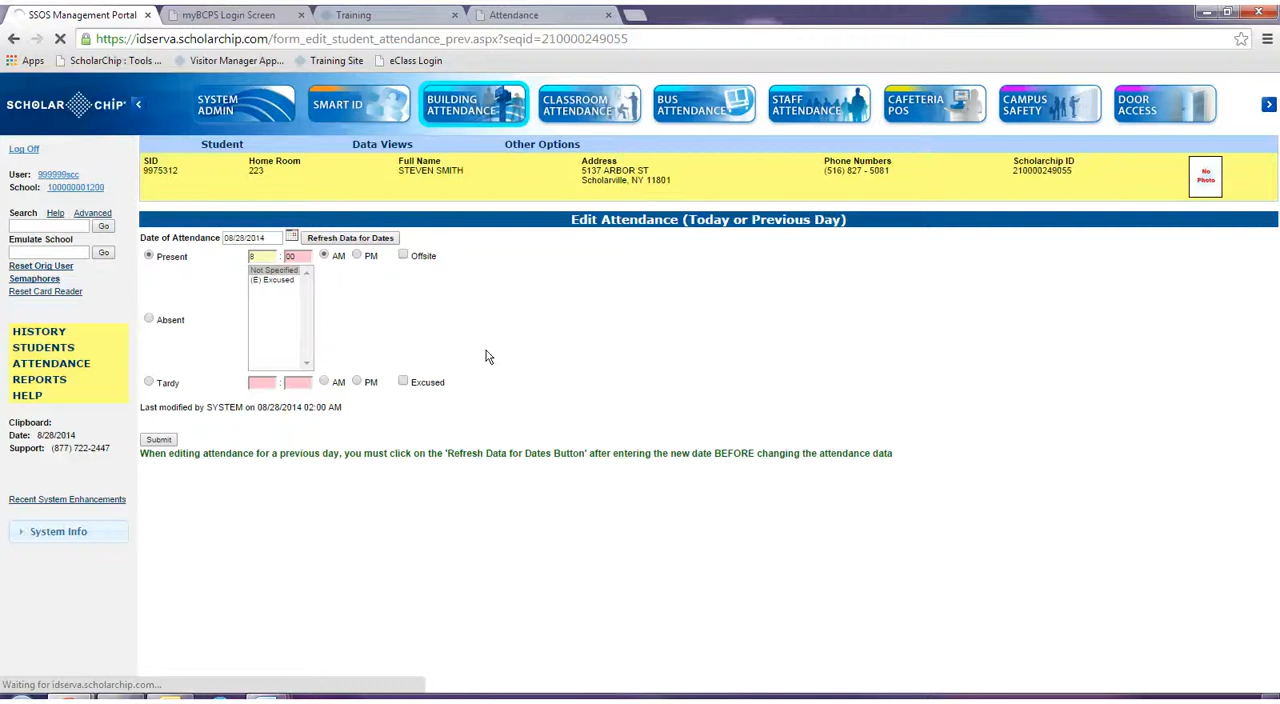 SSOS Management Portal × myBCPS Login Screen × Training × Attendance ×
https://idserva.scholarchip.com/form_edit_student_attendance_prev.aspx?seqid=210000249055
Apps ScholarChip : Tools ... Visitor Manager App... Training Site eClass Login
SCHOLAR CHIP SYSTEM ADMIN SMART ID BUILDING ATTENDANCE CLASSROOM ATTENDANCE BUS ATTENDANCE STAFF ATTENDANCE CAFETERIA POS CAMPUS SAFETY DOOR ACCESS
Log Off
User: 999999scc
School: 100000001200
Search Help Advanced
Go
Emulate School
Go
Reset Orig User
Semaphores
Reset Card Reader
HISTORY
STUDENTS
ATTENDANCE
REPORTS
HELP
Clipboard:
Date: 8/28/2014
Support: (877) 722-2447
Recent System Enhancements
System Info
Student Data Views Other Options
SID Home Room Full Name Address Phone Numbers Scholarchip ID
9975312 223 STEVEN SMITH 5137 ARBOR ST (516) 827 - 5081 210000249055
Scholarville, NY 11801
No Photo
Edit Attendance (Today or Previous Day)
Date of Attendance 08/28/2014 Refresh Data for Dates
Present 8 : 00 AM PM Offsite
Not Specified
(E) Excused
Absent
Tardy : AM PM Excused
Last modified by SYSTEM on 08/28/2014 02:00 AM
Submit
When editing attendance for a previous day, you must click on the 'Refresh Data for Dates Button' after entering the new date BEFORE changing the attendance data
Waiting for idserva.scholarchip.com...